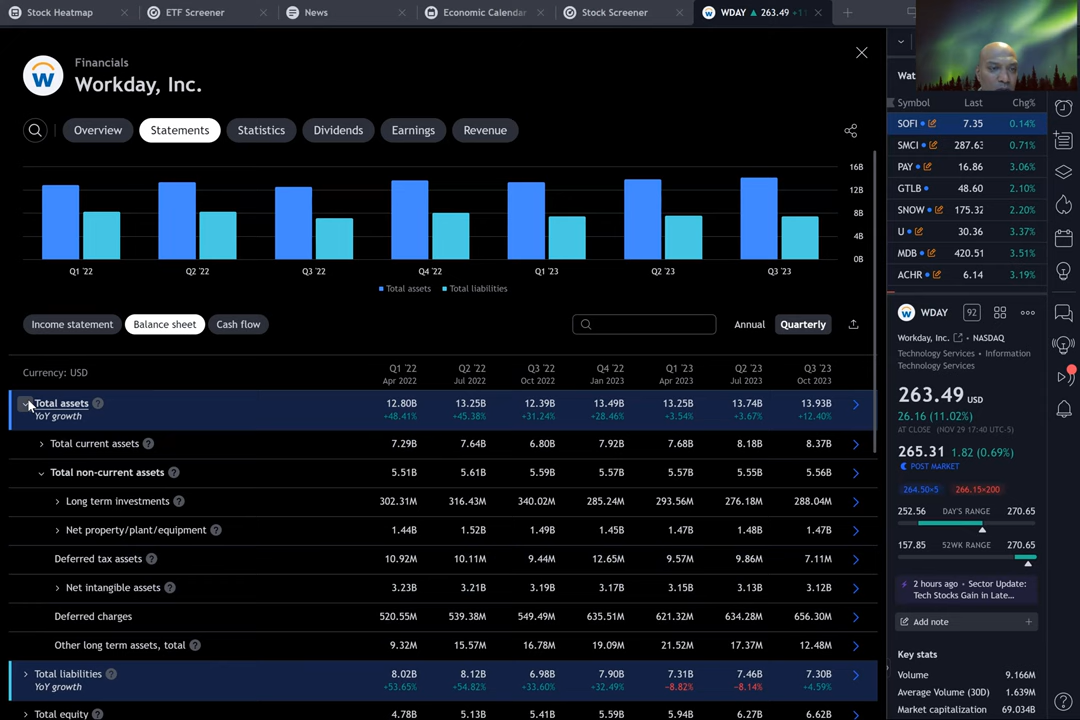 Stock Heatmap
ETF Screener
News
Economic Calendar
Stock Screener
WDAY ▲ 263.49
Financials
Workday, Inc.
Overview
Statements
Statistics
Dividends
Earnings
Revenue
16B
12B
8B
4B
0B
Q1 '22 Q2 '22 Q3 '22 Q4 '22 Q1 '23 Q2 '23 Q3 '23
Total assets Total liabilities
Income statement
Balance sheet
Cash flow
Annual
Quarterly
Currency: USD
Q1 '22 Q2 '22 Q3 '22 Q4 '22 Q1 '23 Q2 '23 Q3 '23
Apr 2022 Jul 2022 Oct 2022 Jan 2023 Apr 2023 Jul 2023 Oct 2023
Total assets 12.80B 13.25B 12.39B 13.49B 13.25B 13.74B 13.93B
YoY growth +48.41% +45.38% +31.24% +28.46% +3.54% +3.67% +12.40%
Total current assets 7.29B 7.64B 6.80B 7.92B 7.68B 8.18B 8.37B
Total non-current assets 5.51B 5.61B 5.59B 5.57B 5.57B 5.55B 5.56B
Long term investments 302.31M 316.43M 340.02M 285.24M 293.56M 276.18M 288.04M
Net property/plant/equipment 1.44B 1.52B 1.49B 1.45B 1.47B 1.48B 1.47B
Deferred tax assets 10.92M 10.11M 9.44M 12.65M 9.57M 9.86M 7.11M
Net intangible assets 3.23B 3.21B 3.19B 3.17B 3.15B 3.13B 3.12B
Deferred charges 520.55M 539.38M 549.49M 635.51M 621.32M 634.28M 656.30M
Other long term assets, total 9.32M 15.57M 16.78M 19.09M 21.52M 17.37M 12.48M
Total liabilities 8.02B 8.12B 6.98B 7.90B 7.31B 7.46B 7.30B
YoY growth +53.65% +54.82% +33.60% +32.49% -8.82% -8.14% +4.59%
Total equity 4.78B 5.13B 5.41B 5.59B 5.94B 6.27B 6.62B
Symbol Last Chg%
SOFI 7.35 0.14%
SMCI 287.63 0.71%
PAY 16.86 3.06%
GTLB 48.60 2.10%
SNOW 175.32 2.20%
U 30.36 3.37%
MDB 420.51 3.51%
ACHR 6.14 3.19%
WDAY
92
Workday, Inc. • NASDAQ
Technology Services • Information
Technology Services
263.49 USD
26.16 (11.02%)
AT CLOSE (NOV 29 17:40 UTC-5)
265.31 1.82 (0.69%)
POST MARKET
264.50×5 266.15×200
252.56 DAY'S RANGE 270.65
157.85 52WK RANGE 270.65
2 hours ago • Sector Update:
Tech Stocks Gain in Late...
Add note
Key stats
Volume 9.166M
Average Volume (30D) 1.639M
Market capitalization 69.034B